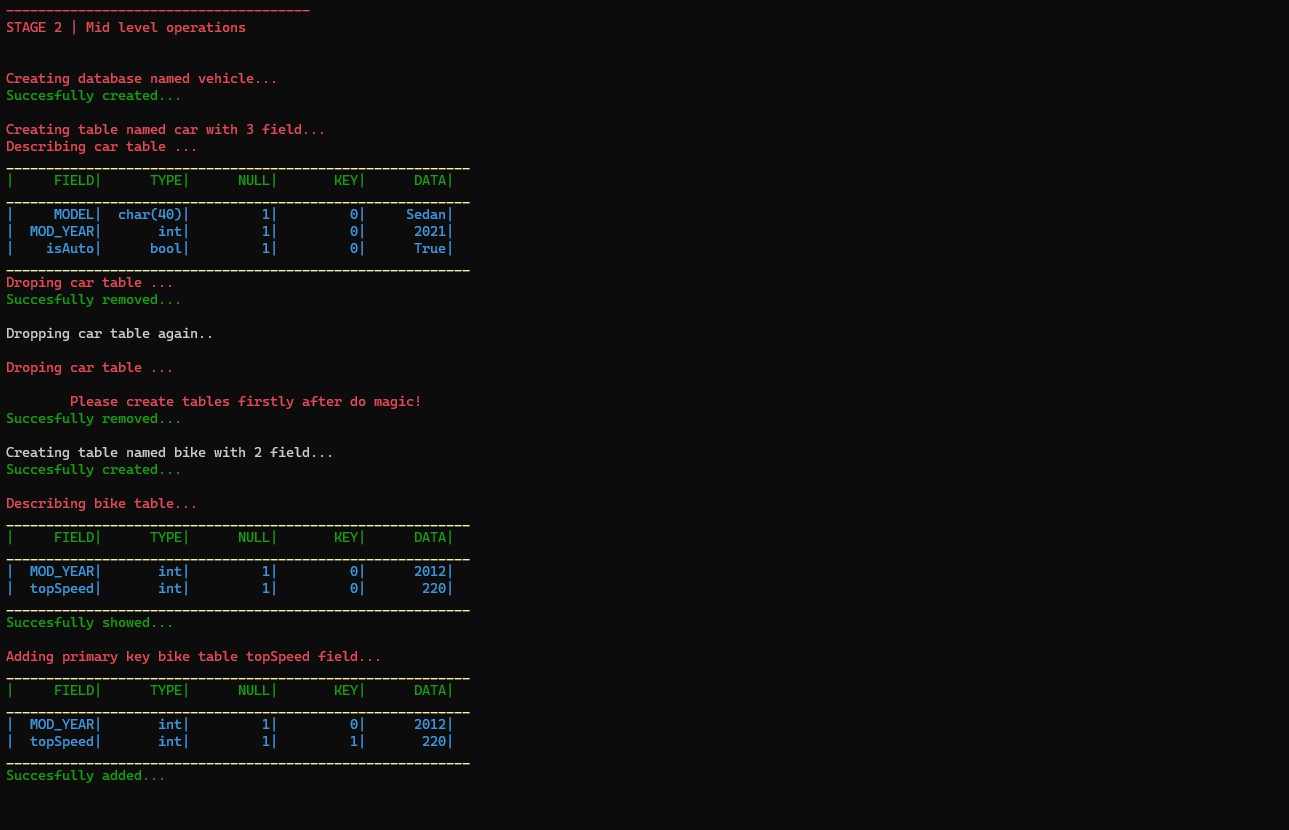 STAGE 2 | Mid level operations
Creating database named vehicle...
Succesfully created...
Creating table named car with 3 field...
Describing car table ...
| FIELD| TYPE| NULL| KEY| DATA|
| MODEL| char(40)| 1| 0| Sedan|
| MOD_YEAR| int| 1| 0| 2021|
| isAuto| bool| 1| 0| True|
Droping car table ...
Succesfully removed...
Dropping car table again..
Droping car table ...
Please create tables firstly after do magic!
Succesfully removed...
Creating table named bike with 2 field...
Succesfully created...
Describing bike table...
| FIELD| TYPE| NULL| KEY| DATA|
| MOD_YEAR| int| 1| 0| 2012|
| topSpeed| int| 1| 0| 220|
Succesfully showed...
Adding primary key bike table topSpeed field...
| FIELD| TYPE| NULL| KEY| DATA|
| MOD_YEAR| int| 1| 0| 2012|
| topSpeed| int| 1| 1| 220|
Succesfully added...